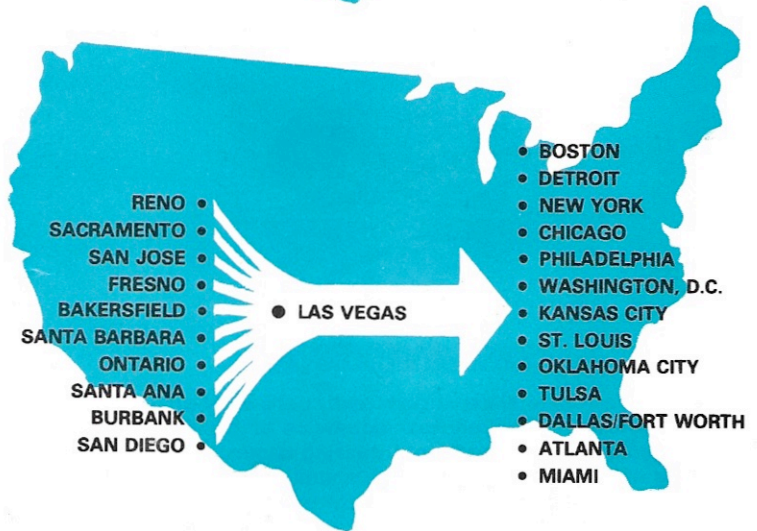 RENO
SACRAMENTO
SAN JOSE
FRESNO
BAKERSFIELD
SANTA BARBARA
ONTARIO
SANTA ANA
BURBANK
SAN DIEGO
LAS VEGAS
BOSTON
DETROIT
NEW YORK
CHICAGO
PHILADELPHIA
WASHINGTON, D.C.
KANSAS CITY
ST. LOUIS
OKLAHOMA CITY
TULSA
DALLAS/FORT WORTH
ATLANTA
MIAMI